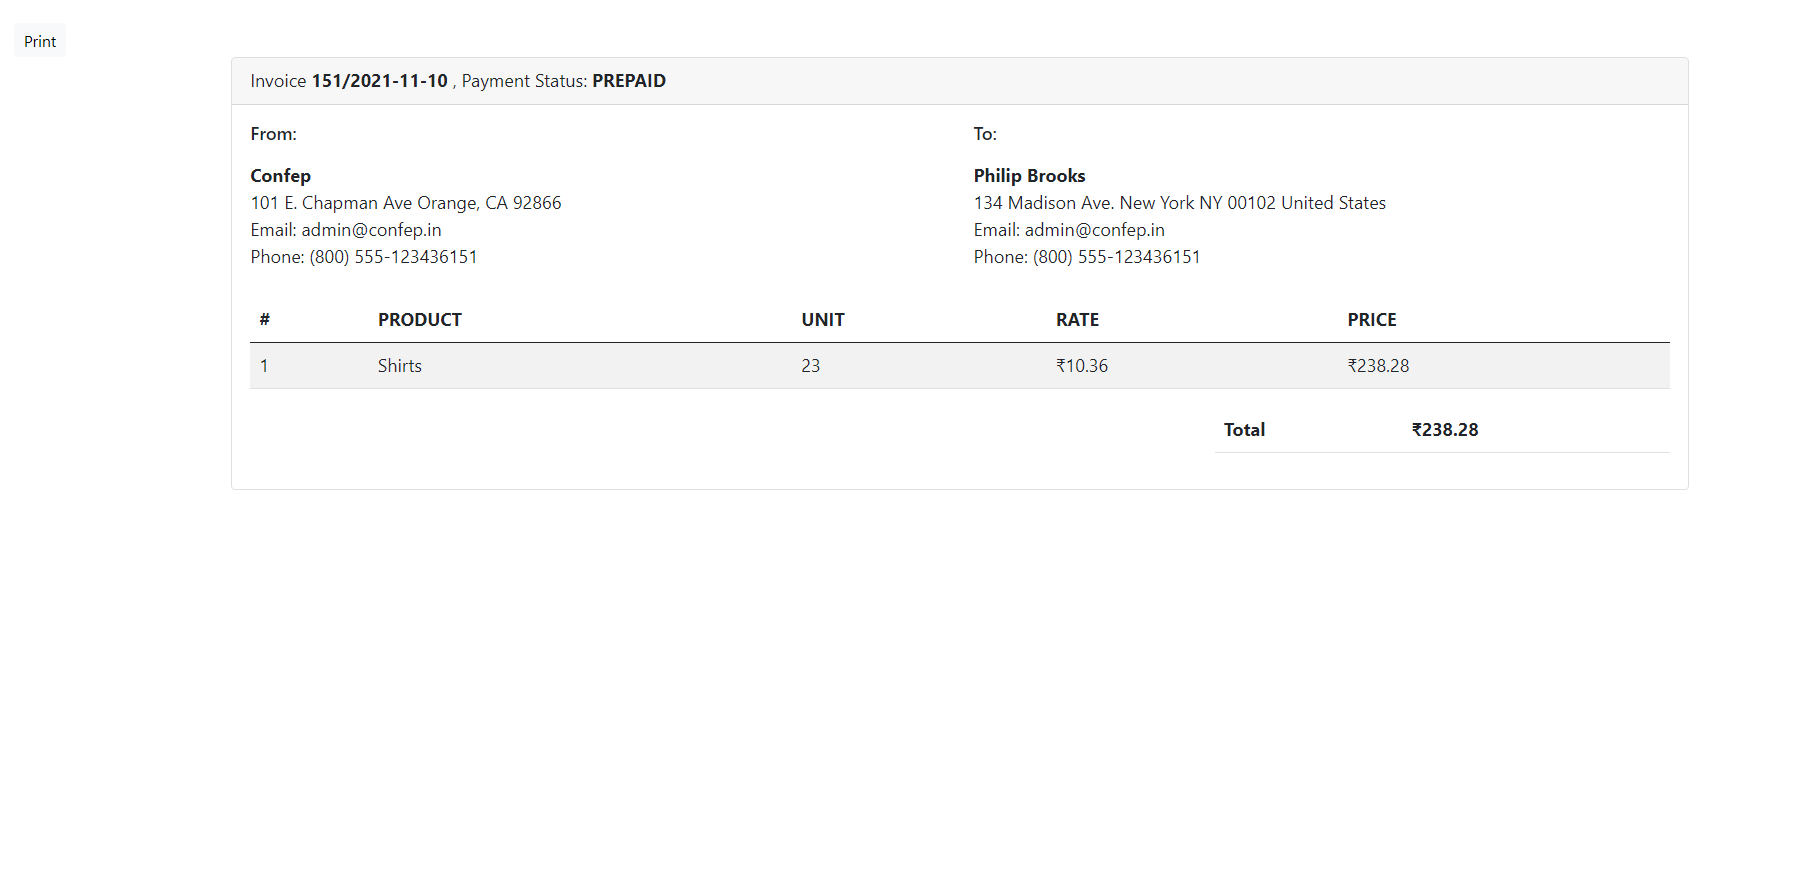 Print
Invoice 151/2021-11-10 , Payment Status: PREPAID
From:
Confep
101 E. Chapman Ave Orange, CA 92866
Email: admin@confep.in
Phone: (800) 555-123436151
To:
Philip Brooks
134 Madison Ave. New York NY 00102 United States
Email: admin@confep.in
Phone: (800) 555-123436151
# PRODUCT UNIT RATE PRICE
1 Shirts 23 ₹10.36 ₹238.28
Total ₹238.28